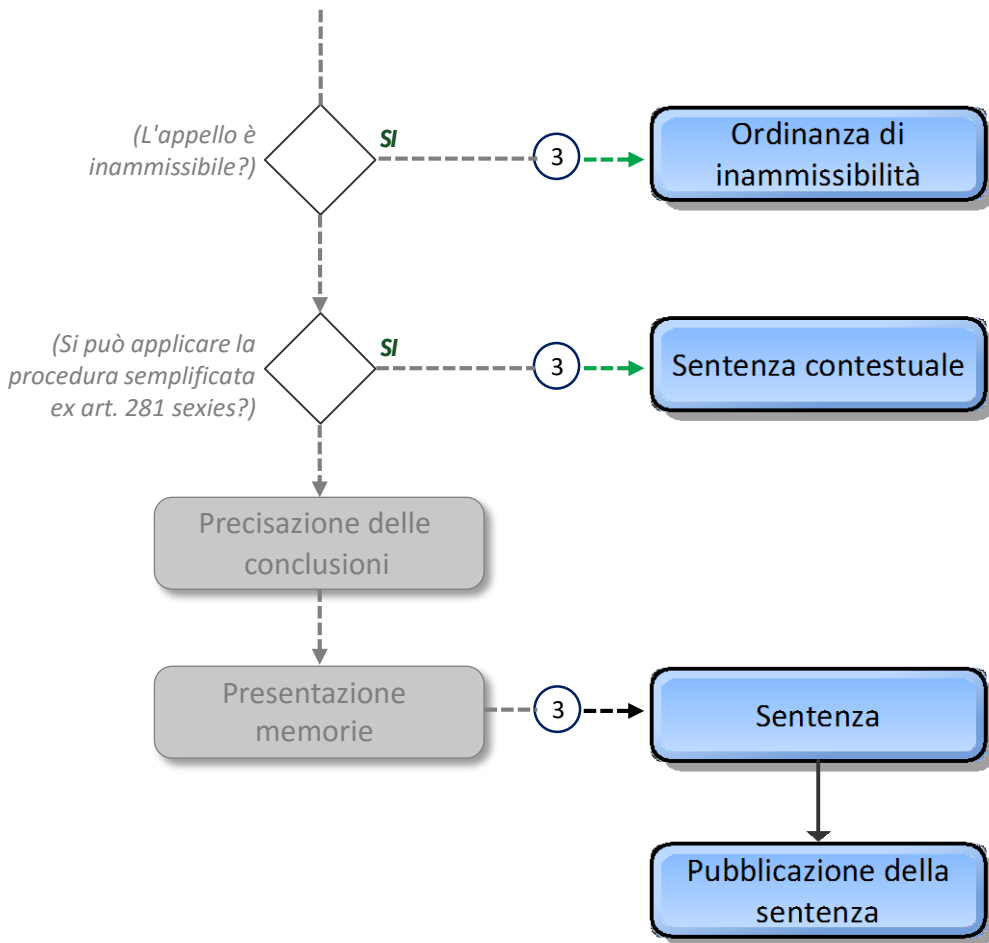 (L'appello è
inammissibile?)
SI
3
Ordinanza di
inammissibilità
(Si può applicare la
procedura semplificata
ex art. 281 sexies?)
SI
3
Sentenza contestuale
Precisazione delle
conclusioni
Presentazione
memorie
3
Sentenza
Pubblicazione della
sentenza